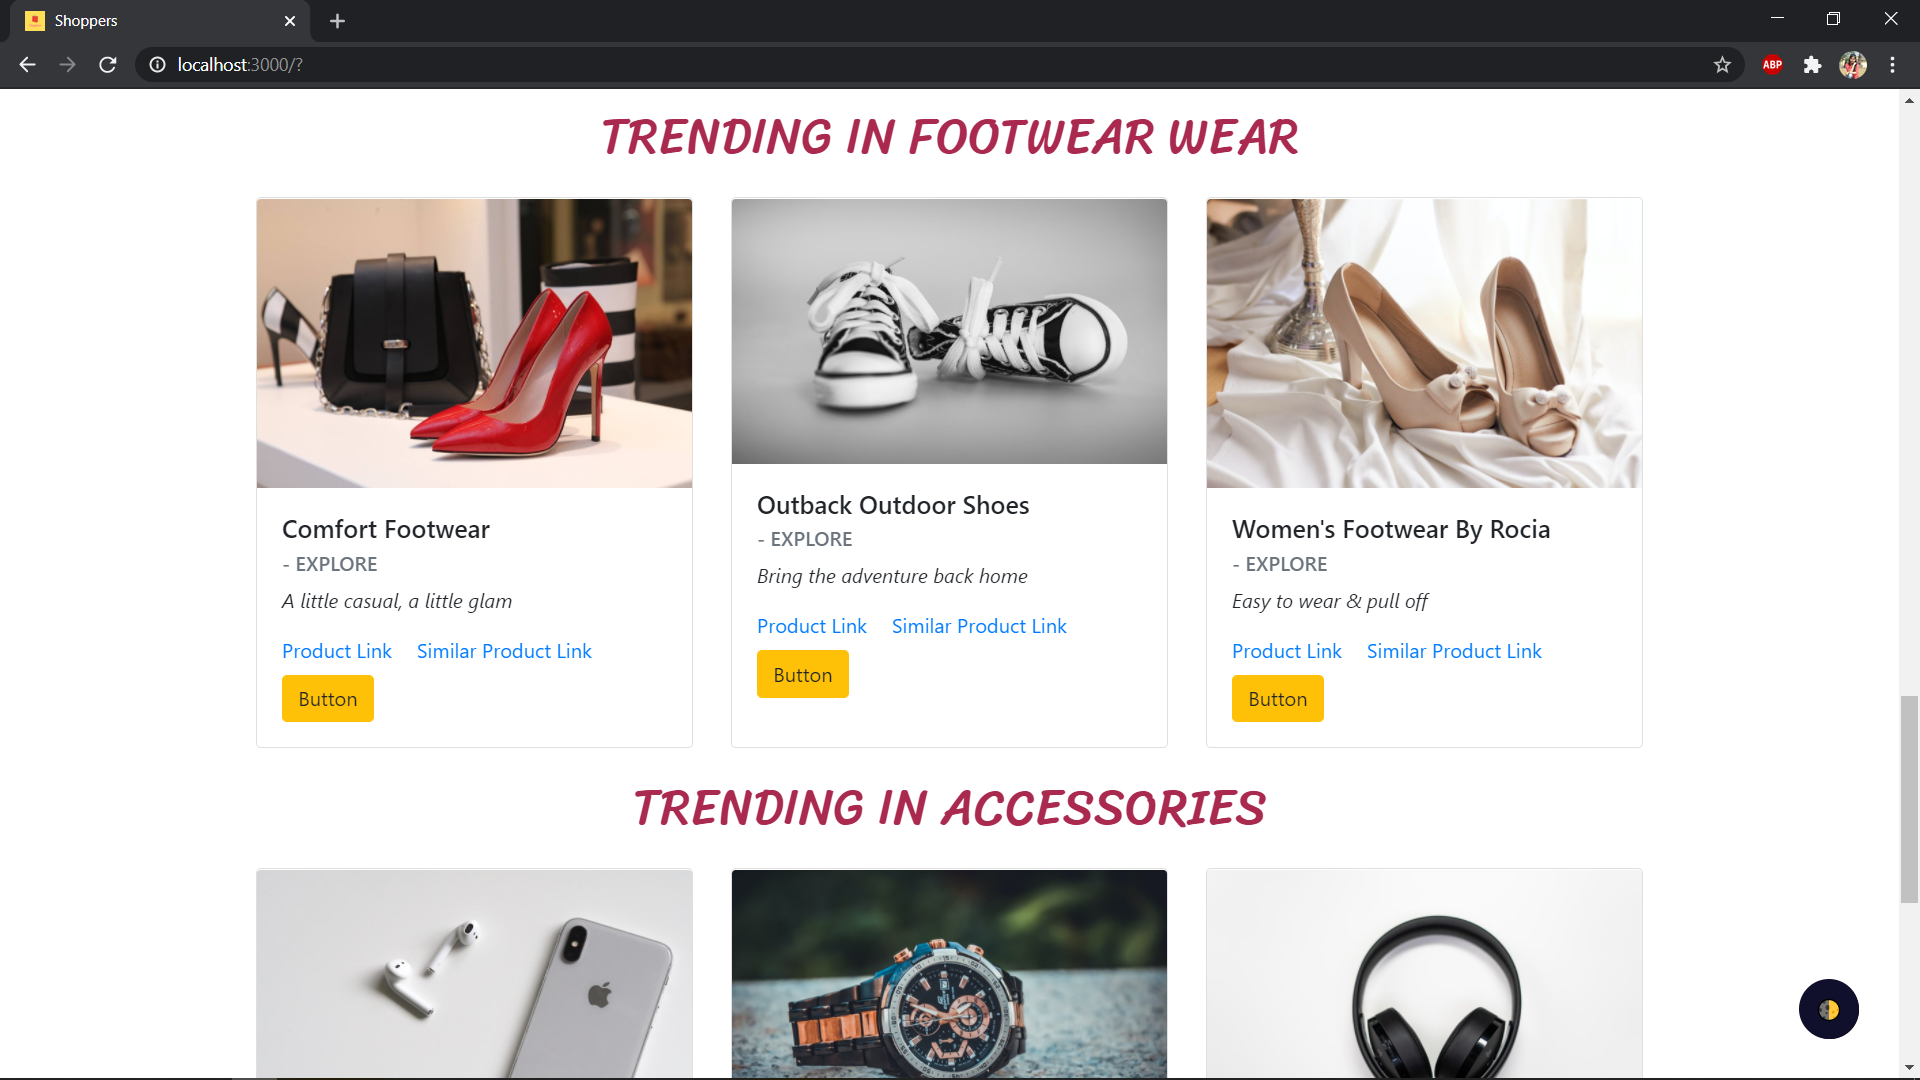 Shoppers
localhost:3000/?
ABP
TRENDING IN FOOTWEAR WEAR
Comfort Footwear
- EXPLORE
A little casual, a little glam
Product Link Similar Product Link
Button
Outback Outdoor Shoes
- EXPLORE
Bring the adventure back home
Product Link Similar Product Link
Button
Women's Footwear By Rocia
- EXPLORE
Easy to wear & pull off
Product Link Similar Product Link
Button
TRENDING IN ACCESSORIES